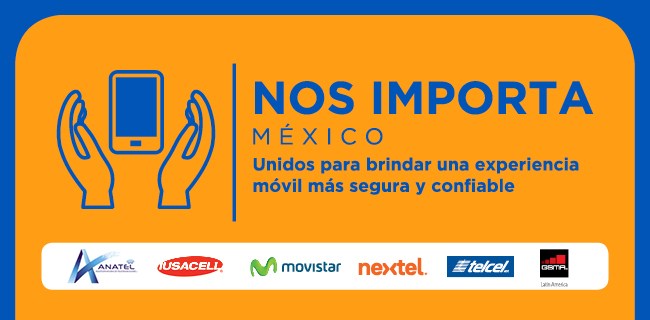 NOS IMPORTA
MÉXICO
Unidos para brindar una experiencia
móvil más segura y confiable
ANATEL
IUSACELL
movistar
nextel.
telcel
GSMA
Latin America